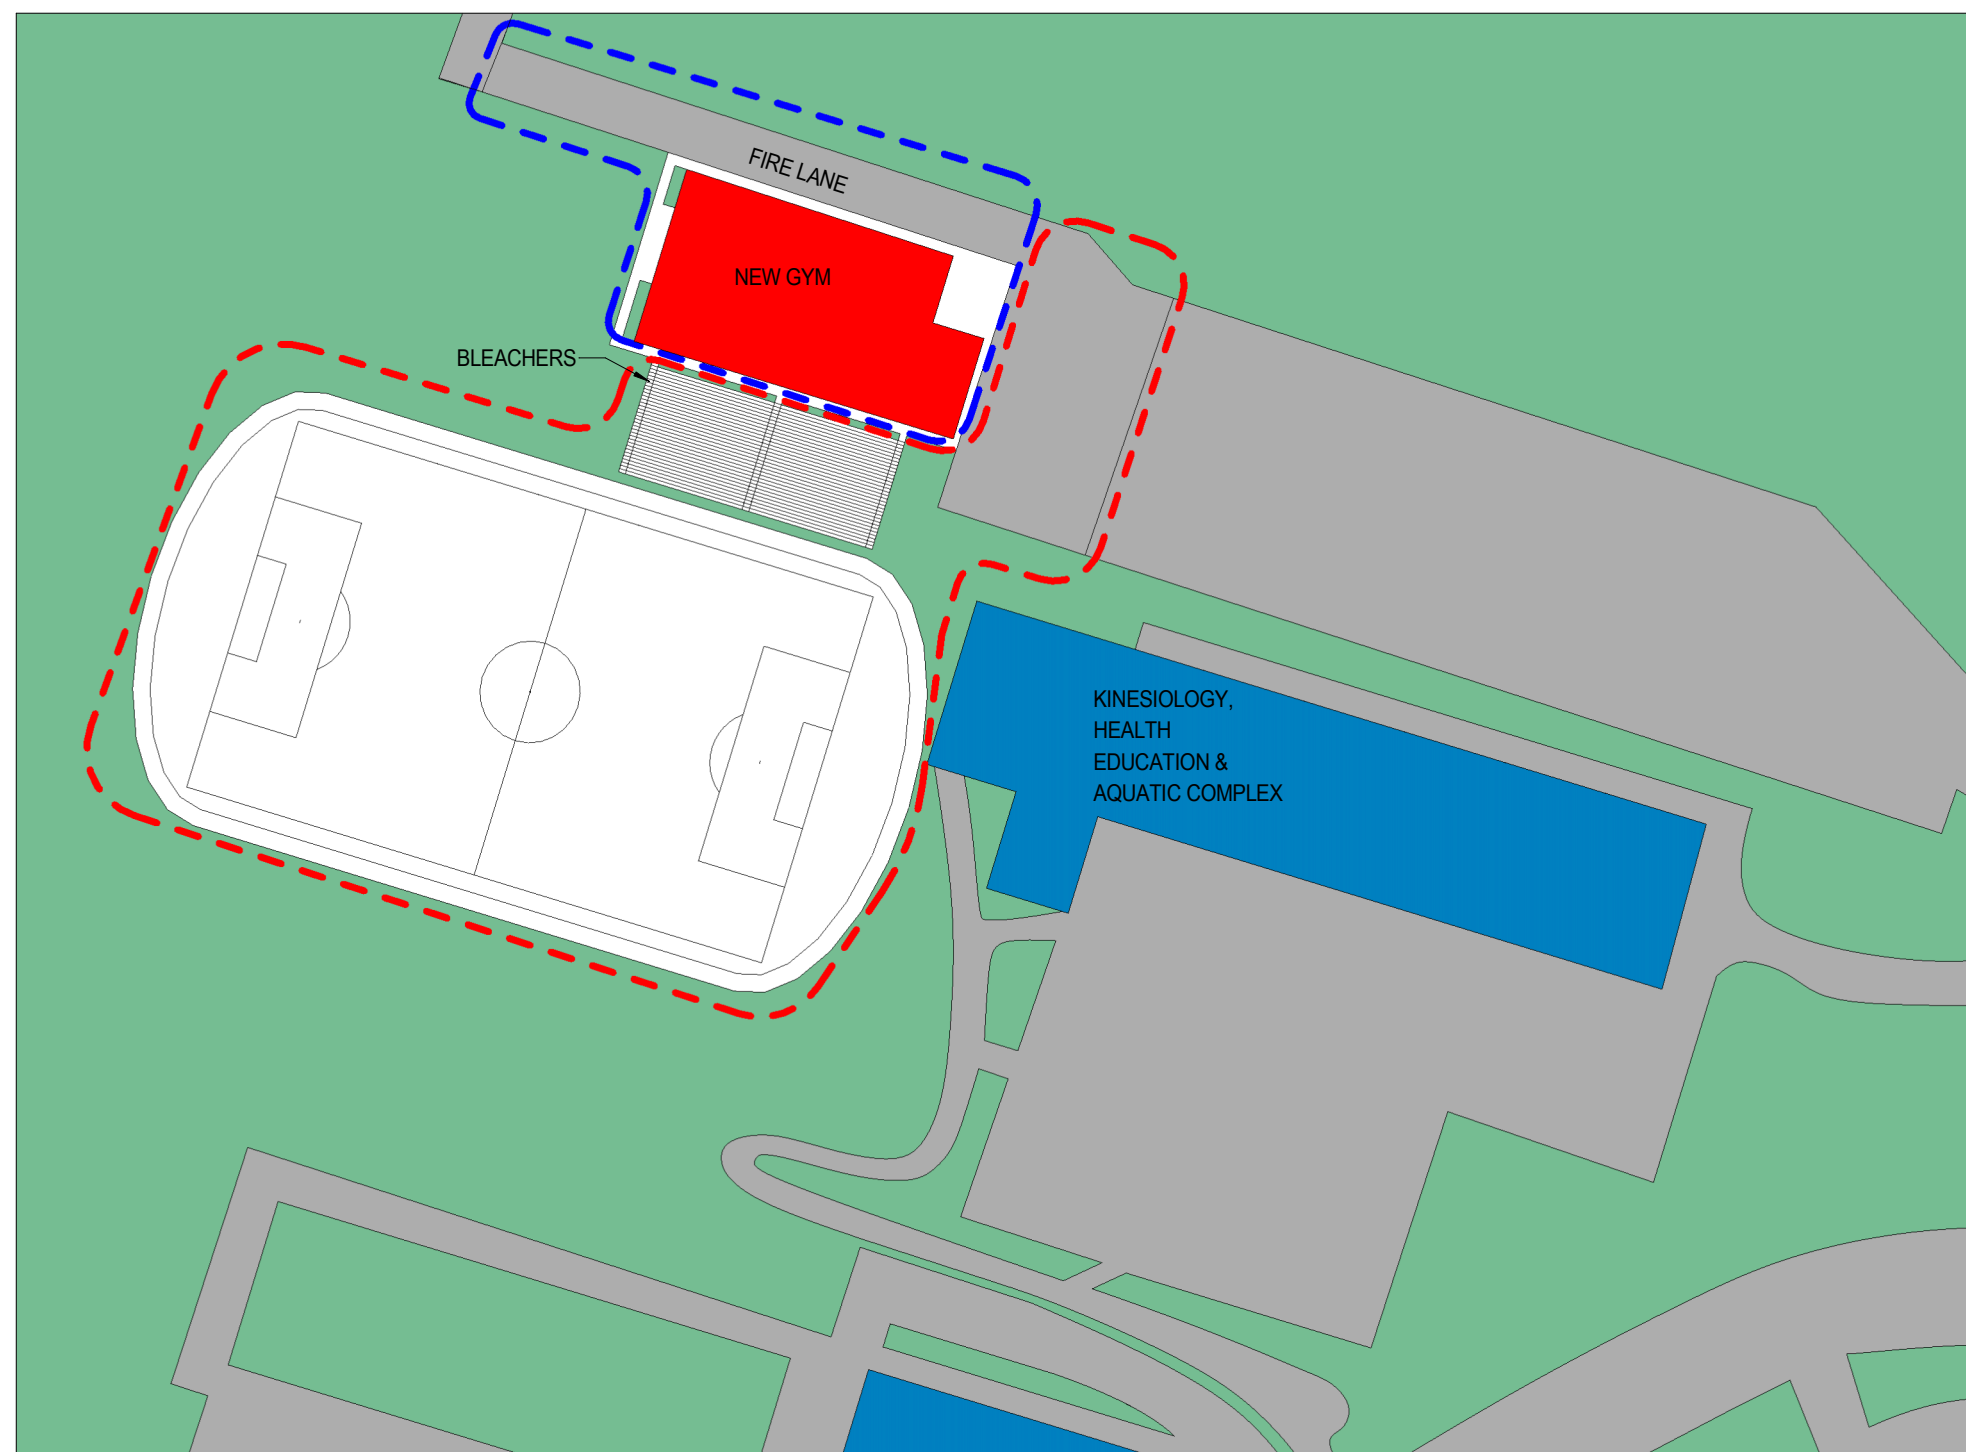 FIRE LANE
NEW GYM
BLEACHERS
KINESIOLOGY,
HEALTH
EDUCATION &
AQUATIC COMPLEX